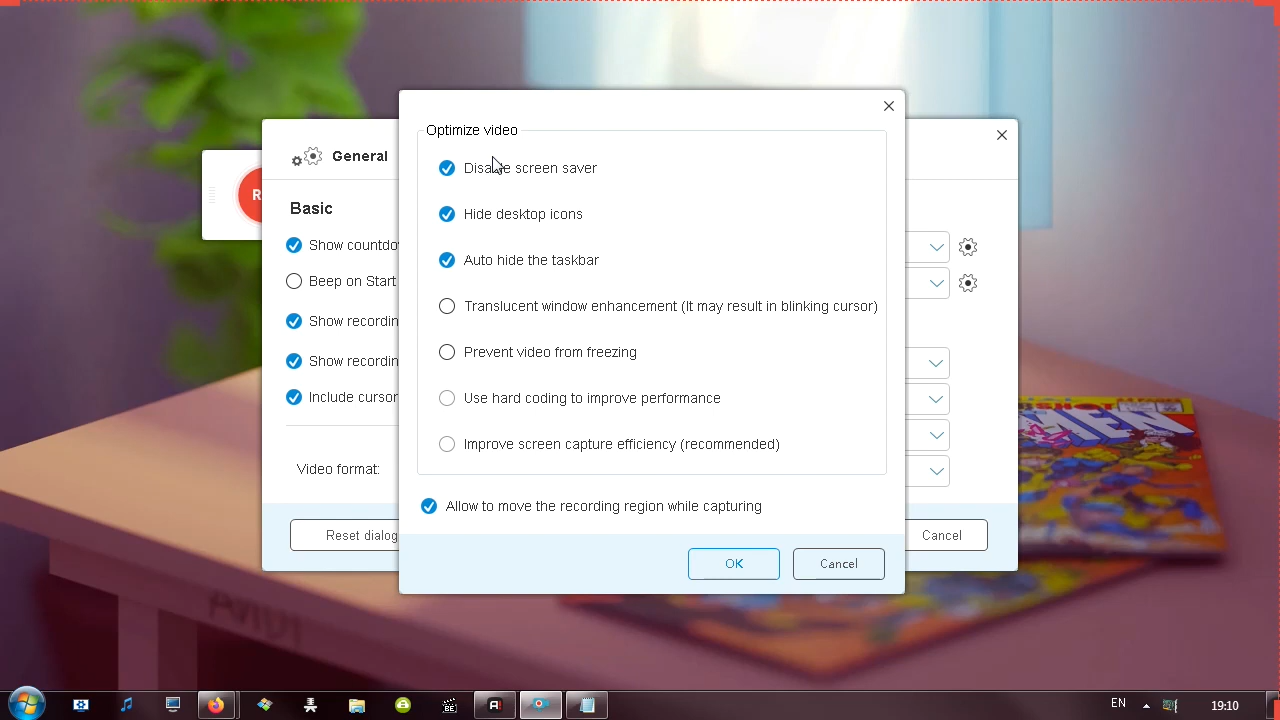 Optimize video
Disable screen saver
Hide desktop icons
Auto hide the taskbar
Translucent window enhancement (It may result in blinking cursor)
Prevent video from freezing
Use hard coding to improve performance
Improve screen capture efficiency (recommended)
Allow to move the recording region while capturing
OK
Cancel
General
R
Basic
Show countdo
Beep on Start
Show recordin
Show recordin
Include cursor
Video format:
Reset dialog
Cancel
EN
19:10